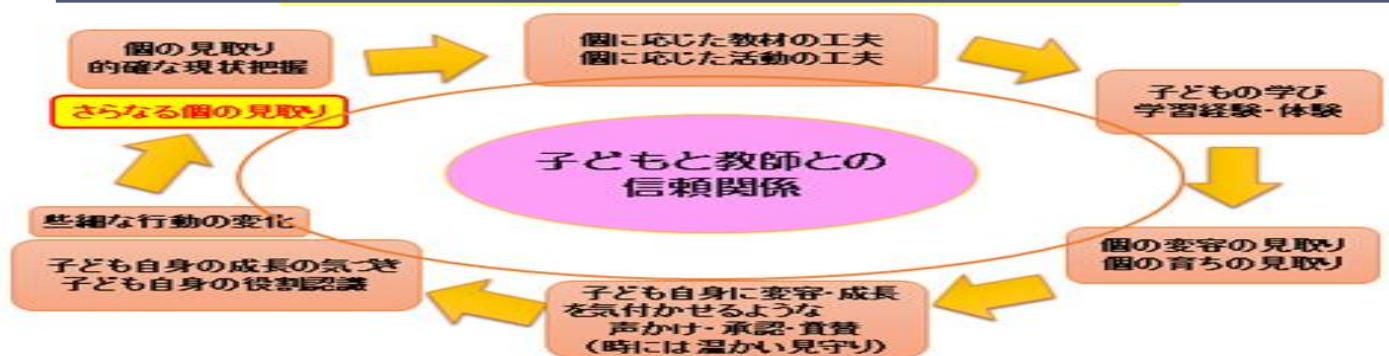 個の見取り
的確な現状把握
さらなる個の見取り
個に応じた教材の工夫
個に応じた活動の工夫
子どもの学び
学習経験・体験
子どもと教師との
信頼関係
個の変容の見取り
個の育ちの見取り
子ども自身に変容・成長
を気付かせるような
声かけ・承認・賞賛
(時には温かい見守り)
些細な行動の変化
子ども自身の成長の気づき
子ども自身の役割認識